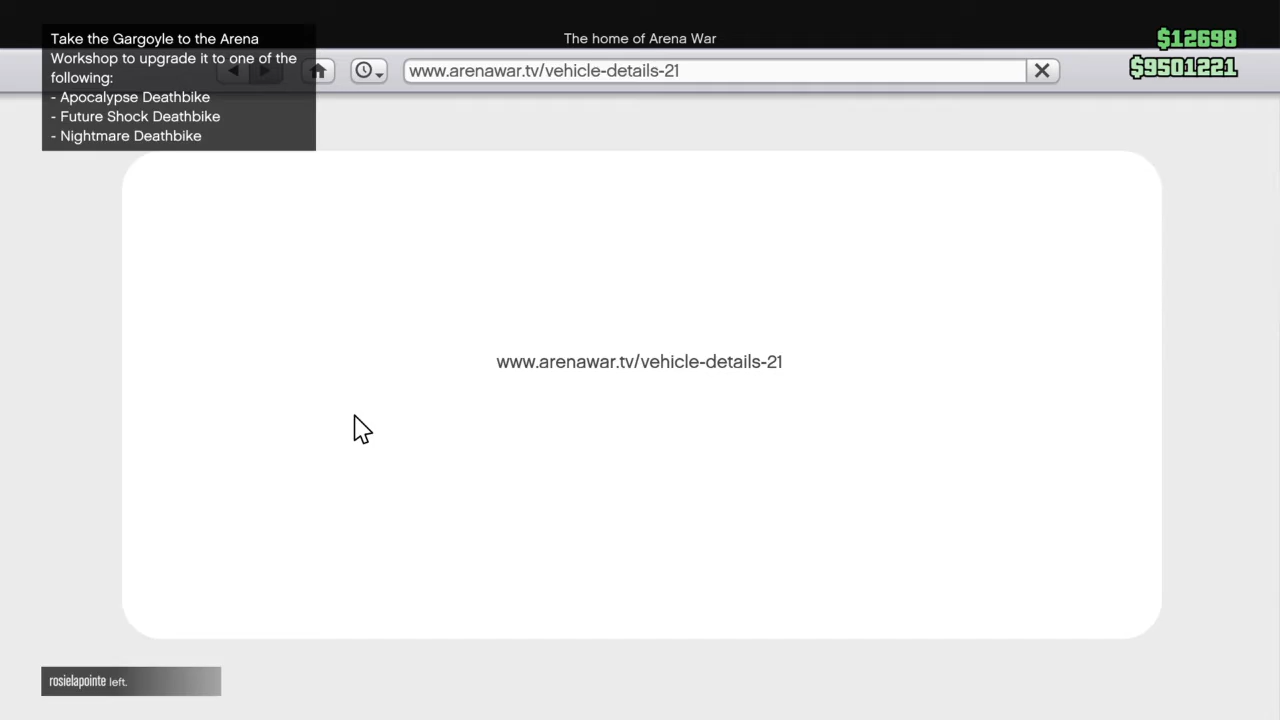 Take the Gargoyle to the Arena
Workshop to upgrade it to one of the
following:
- Apocalypse Deathbike
- Future Shock Deathbike
- Nightmare Deathbike
The home of Arena War
$12698
$9501221
www.arenawar.tv/vehicle-details-21
www.arenawar.tv/vehicle-details-21
rosielapointe left.